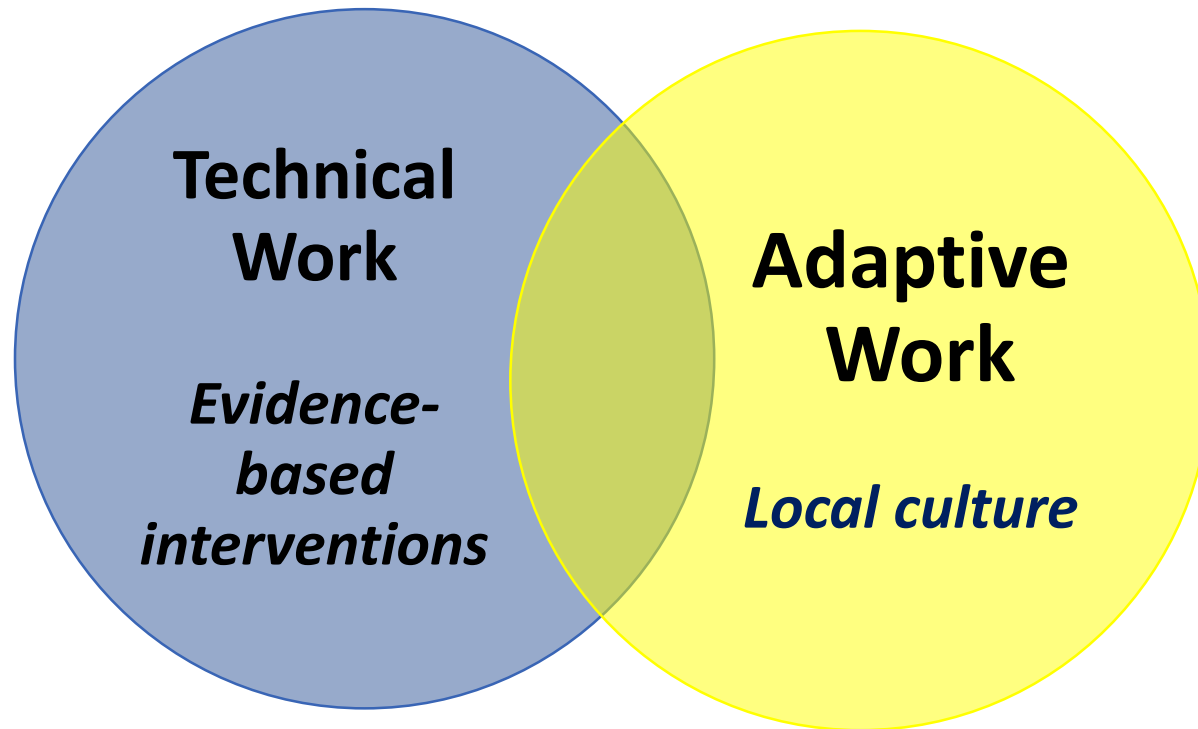 Technical
Work
Evidence-
based
interventions
Adaptive
Work
Local culture